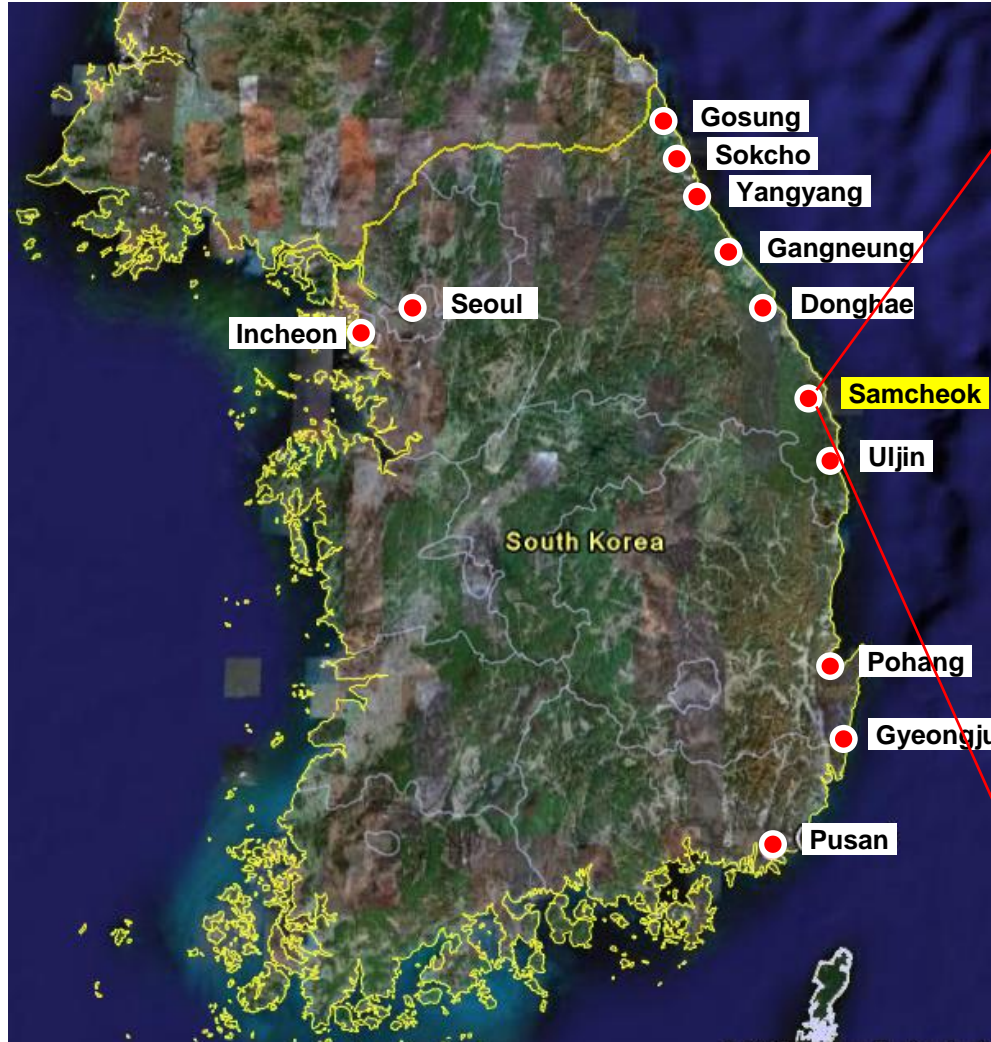 Gosung
Sokcho
Yangyang
Gangneung
Donghae
Seoul
Incheon
Samcheok
Uljin
South Korea
Pohang
Gyeongju
Pusan